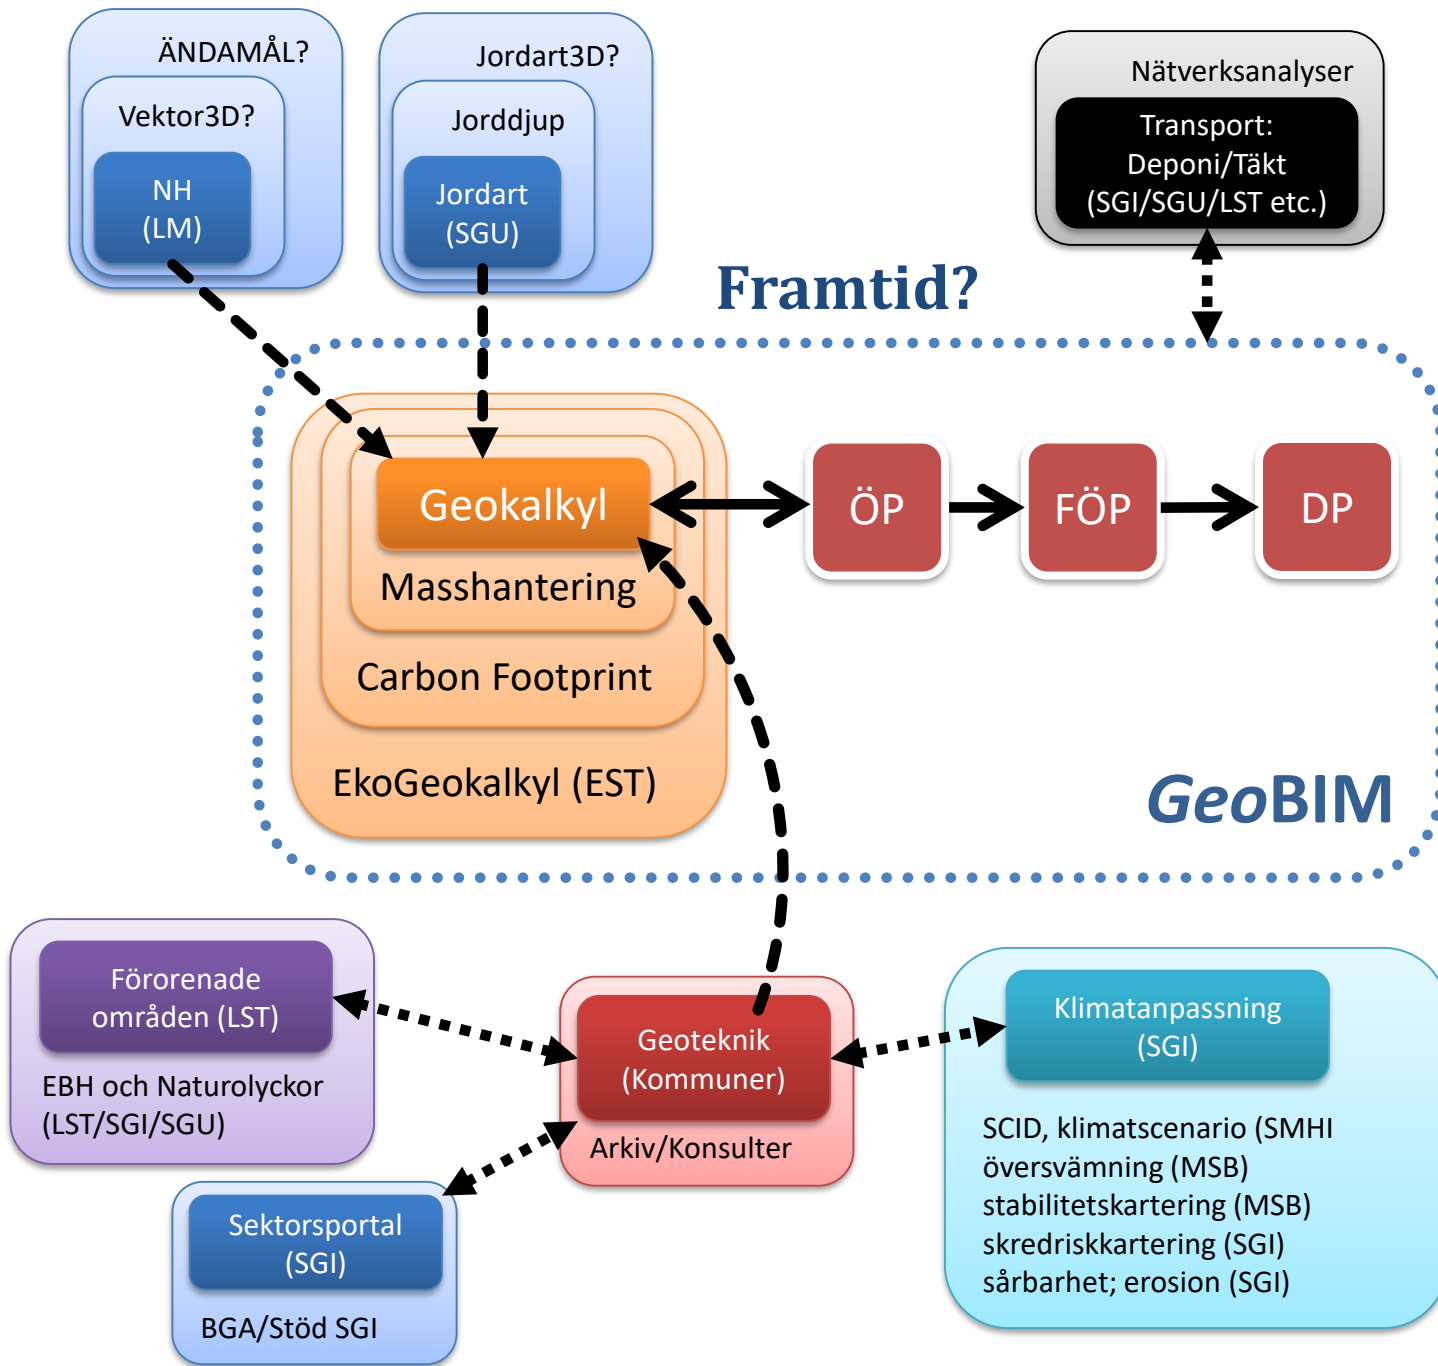 ÄNDAMÅL?
Vektor3D?
NH
(LM)
Jordart3D?
Jorddjup
Jordart
(SGU)
Nätverksanalyser
Transport:
Deponi/Täkt
(SGI/SGU/LST etc.)
Framtid?
Geokalkyl
Masshantering
Carbon Footprint
EkoGeokalkyl (EST)
ÖP
FÖP
DP
GeoBIM
Förorenade
områden (LST)
EBH och Naturolyckor
(LST/SGI/SGU)
Geoteknik
(Kommuner)
Arkiv/Konsulter
Klimatanpassning
(SGI)
SCID, klimatscenario (SMHI
översvämning (MSB)
stabilitetskartering (MSB)
skredriskkartering (SGI)
sårbarhet; erosion (SGI)
Sektorsportal
(SGI)
BGA/Stöd SGI